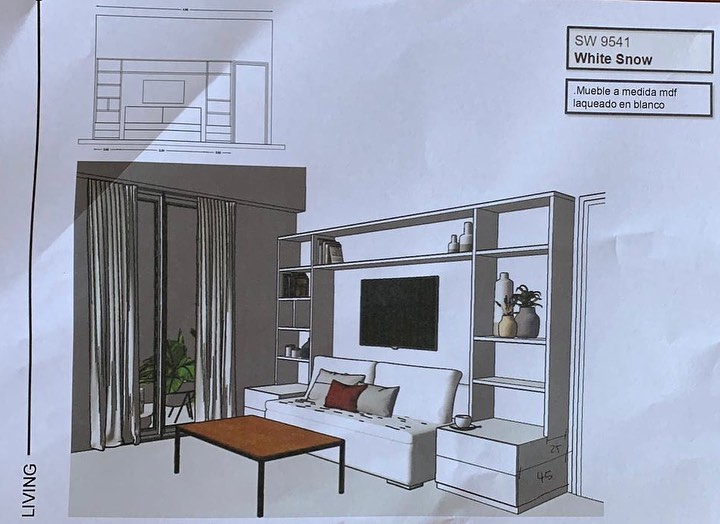 SW 9541
White Snow
.Mueble a medida mdf
laqueado en blanco
LIVING
25
45